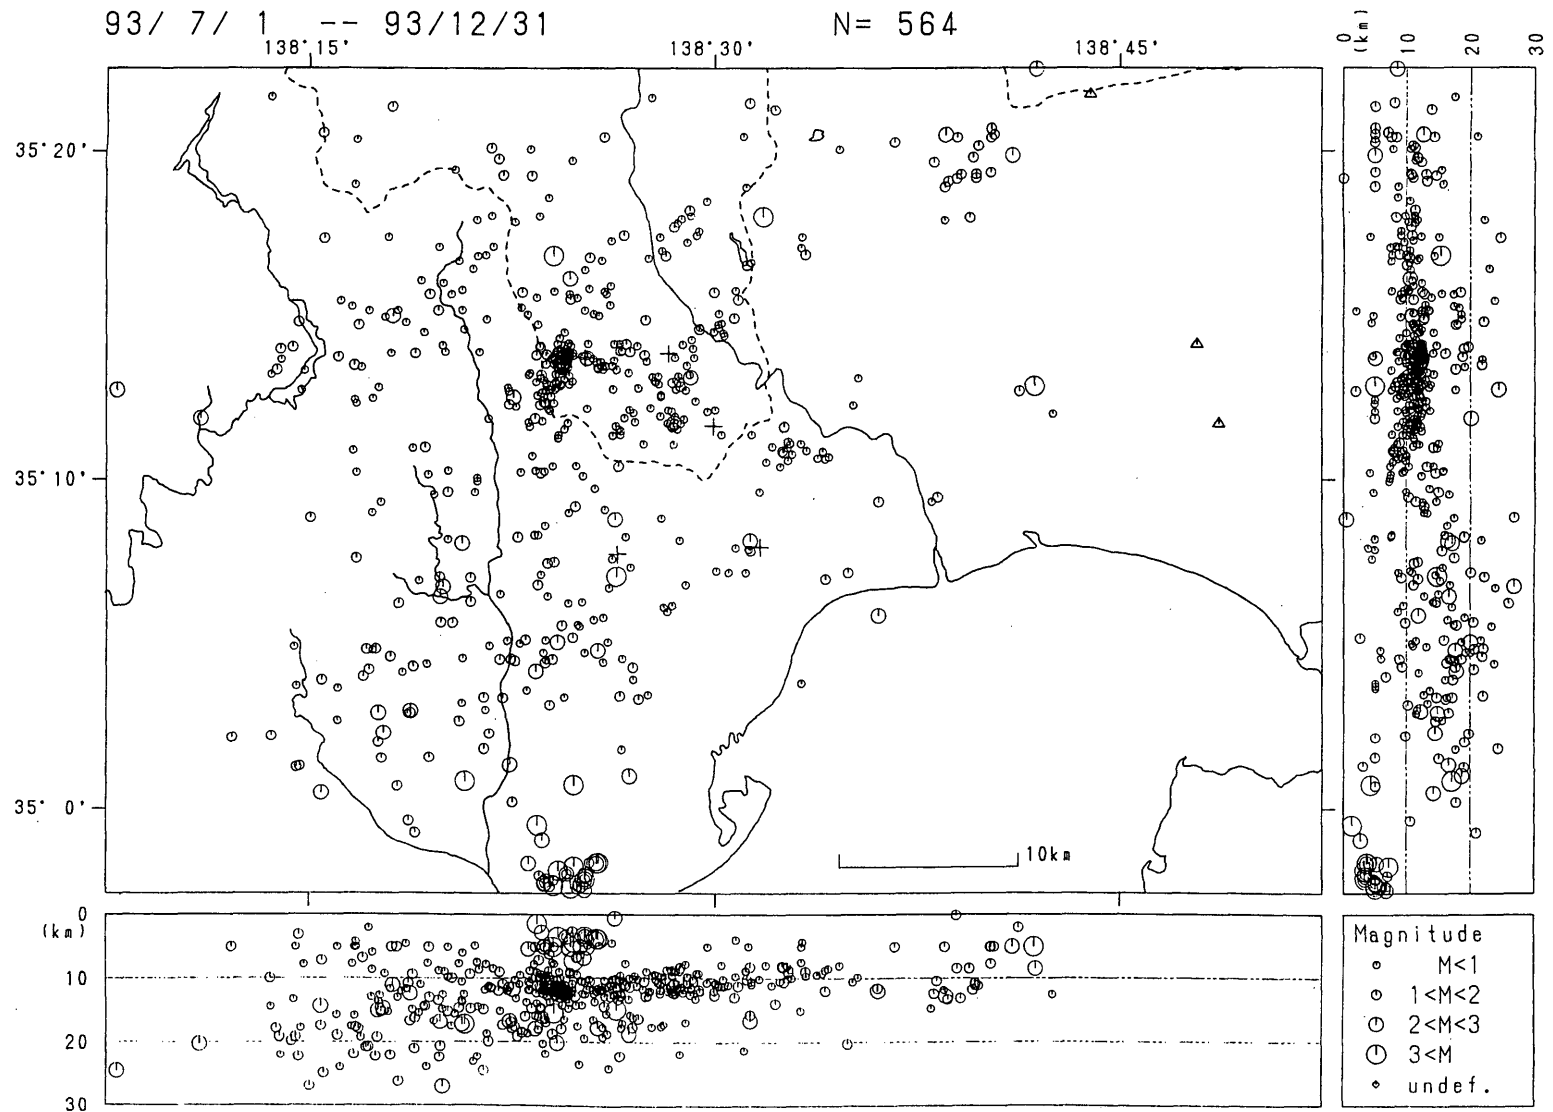 93/ 7/ 1 -- 93/12/31 N= 564
138°15' 138°30' 138°45'
0 10 20 30
(km)
35°20'
35°10'
35° 0'
10km
0
(km)
10
20
30
Magnitude
M<1
1<M<2
2<M<3
3<M
undef.